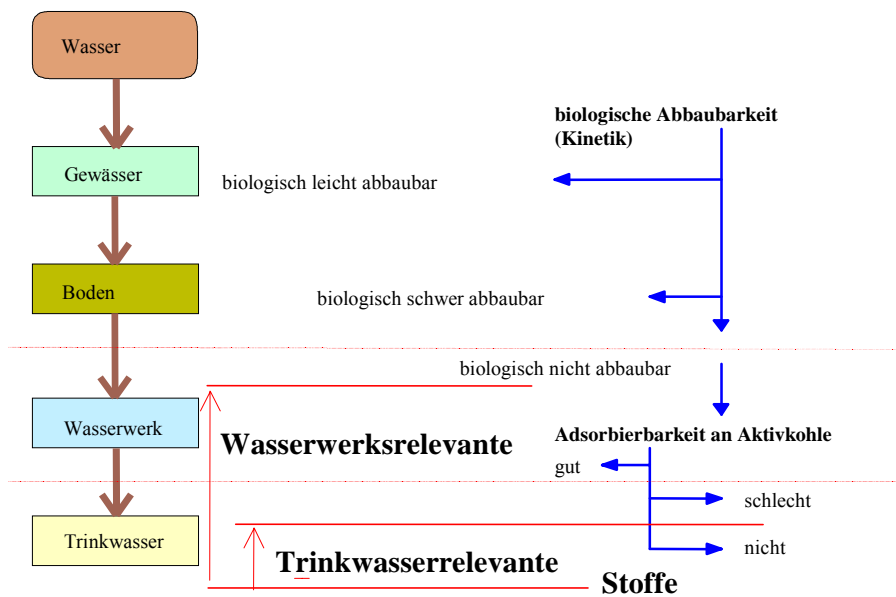 Wasser
biologische Abbaubarkeit
(Kinetik)
Gewässer
biologisch leicht abbaubar
Boden
biologisch schwer abbaubar
biologisch nicht abbaubar
Wasserwerk
Wasserwerksrelevante
Adsorbierbarkeit an Aktivkohle
gut
schlecht
Trinkwasser
Trinkwasserrelevante
nicht
Stoffe